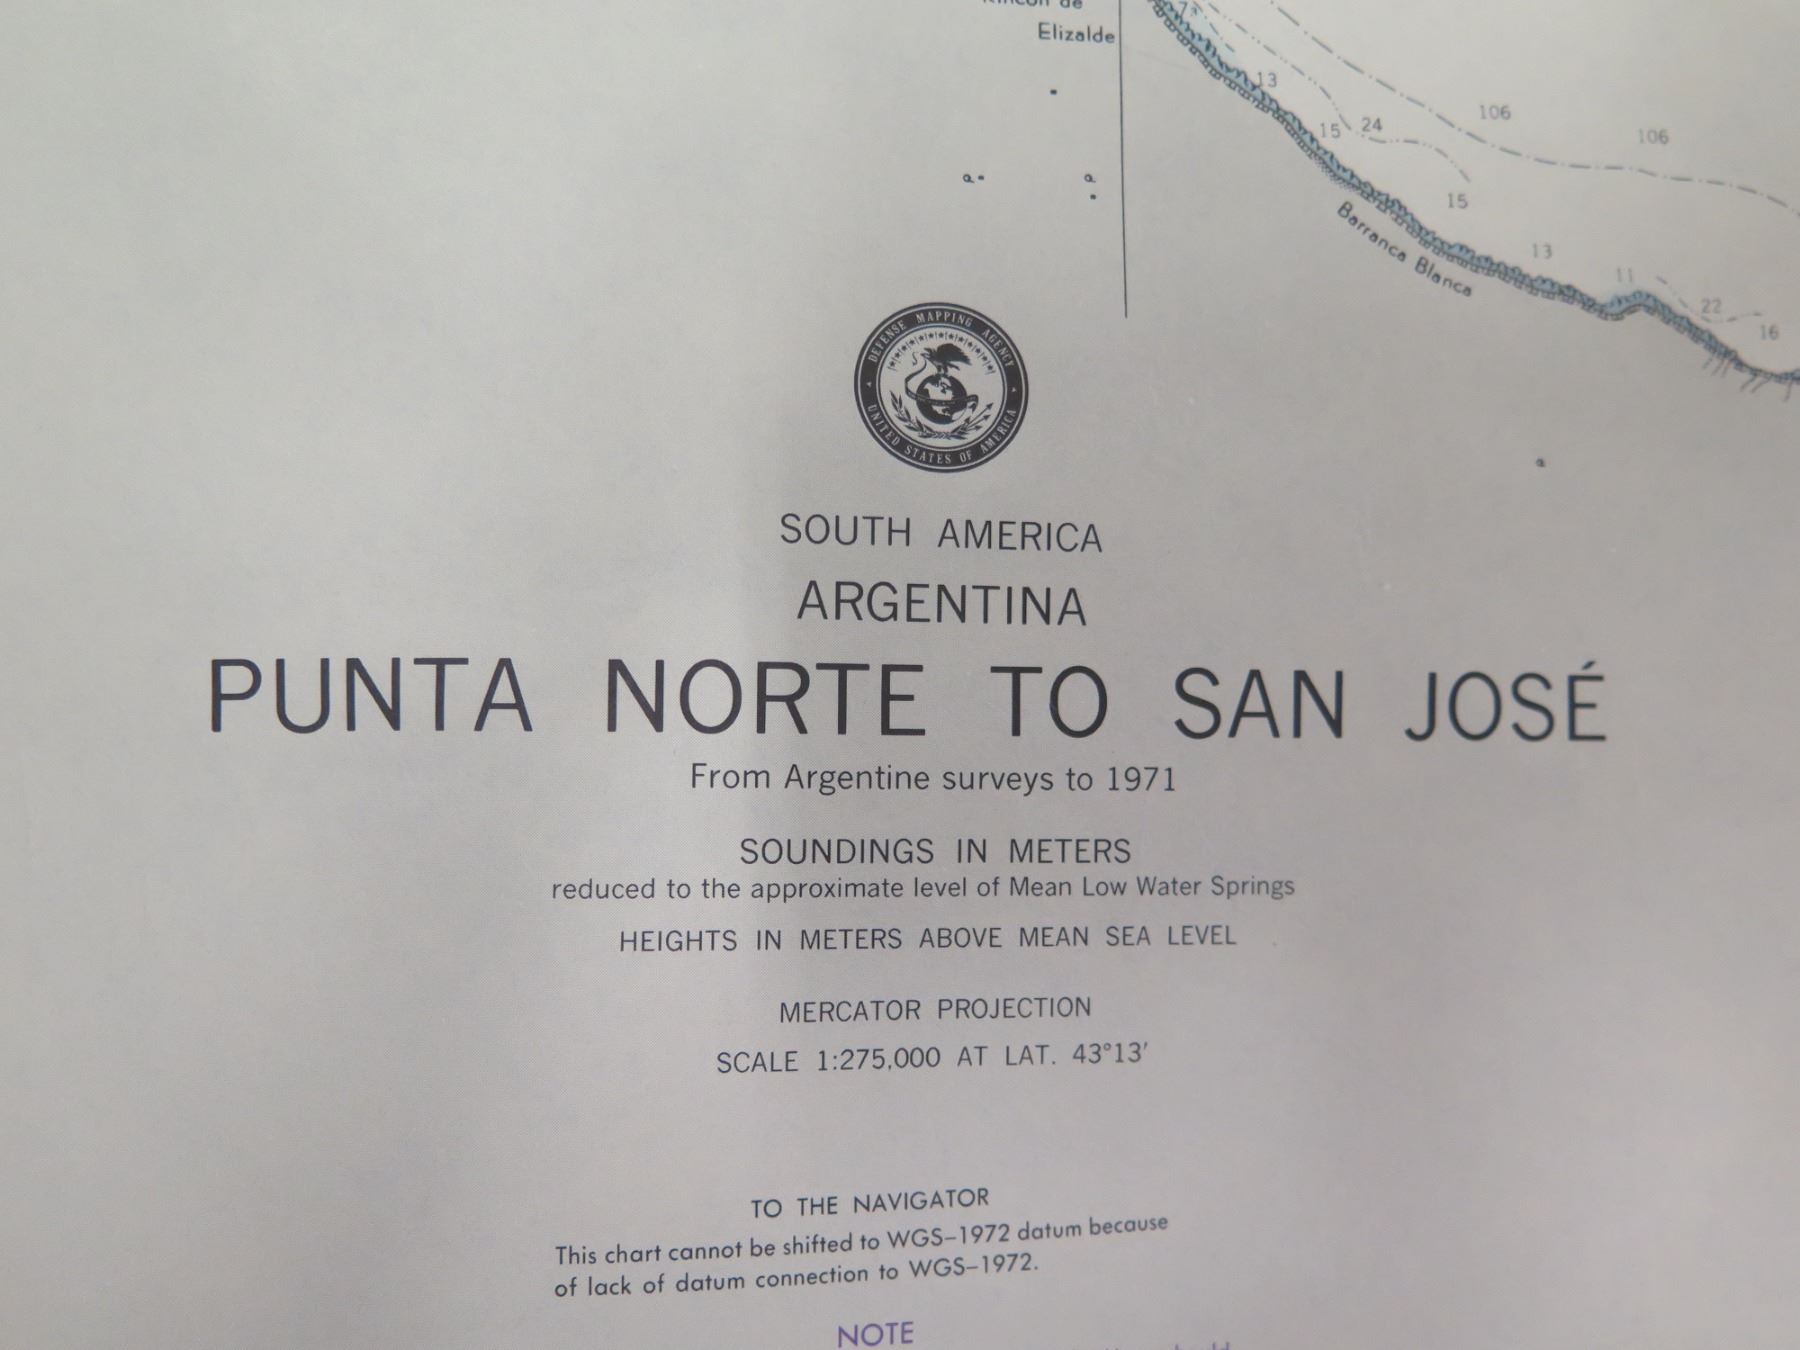 Elizalde
7
13
106
15 24
106
15
Barranca Blanca
13
11
22
16
DEFENSE MAPPING AGENCY
UNITED STATES OF AMERICA
SOUTH AMERICA
ARGENTINA
PUNTA NORTE TO SAN JOSÉ
From Argentine surveys to 1971
SOUNDINGS IN METERS
reduced to the approximate level of Mean Low Water Springs
HEIGHTS IN METERS ABOVE MEAN SEA LEVEL
MERCATOR PROJECTION
SCALE 1:275,000 AT LAT. 43°13′
TO THE NAVIGATOR
This chart cannot be shifted to WGS–1972 datum because
of lack of datum connection to WGS–1972.
NOTE